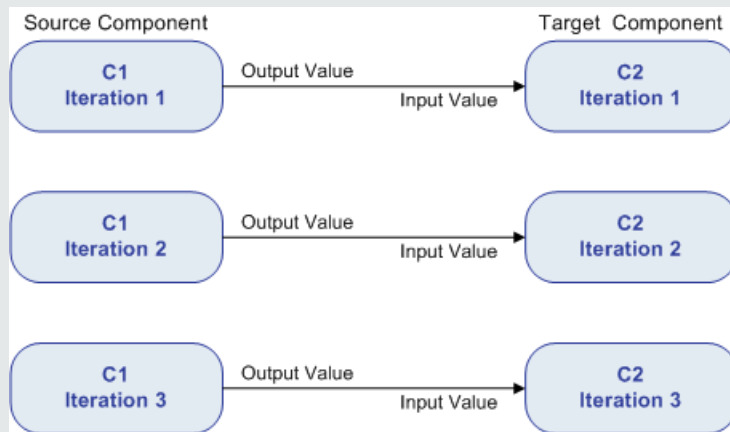 Source Component
Target Component
C1
Iteration 1
Output Value
Input Value
C2
Iteration 1
C1
Iteration 2
Output Value
Input Value
C2
Iteration 2
C1
Iteration 3
Output Value
Input Value
C2
Iteration 3